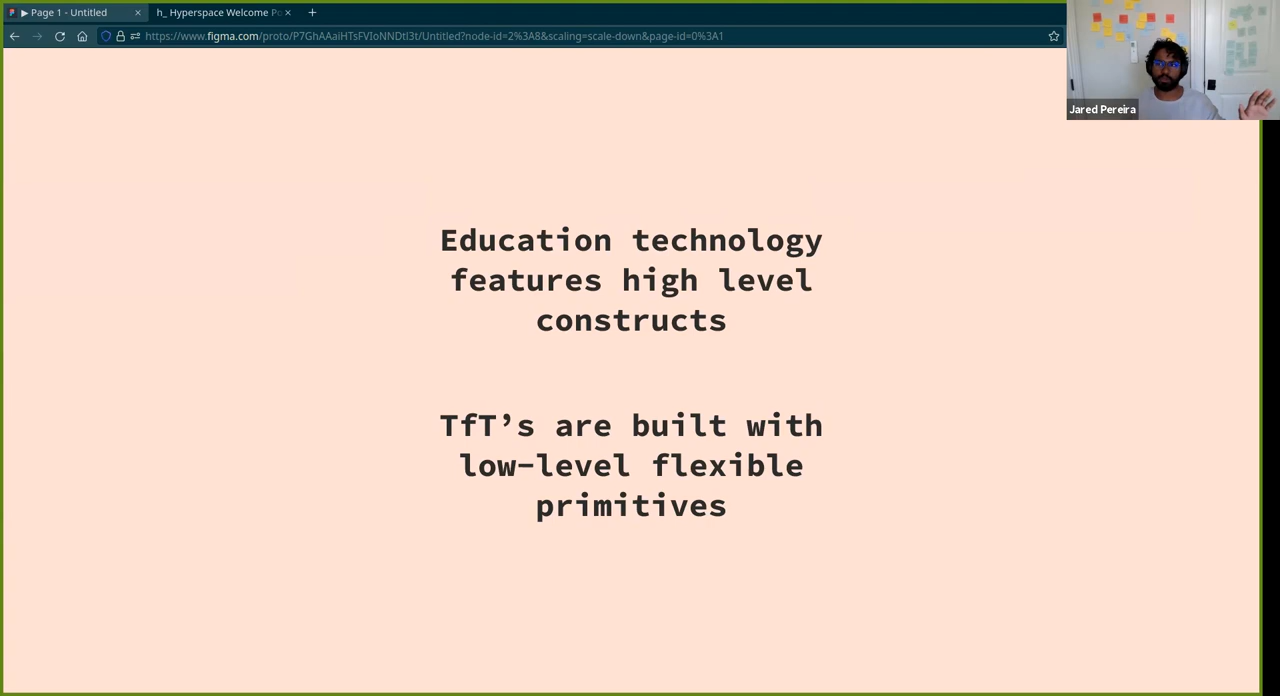 ▶ Page 1 - Untitled
h_ Hyperspace Welcome Po
https://www.figma.com/proto/P7GhAAaiHTsFVIoNNDtI3t/Untitled?node-id=2%3A8&scaling=scale-down&page-id=0%3A1
Jared Pereira
Education technology
features high level
constructs
TfT’s are built with
low-level flexible
primitives